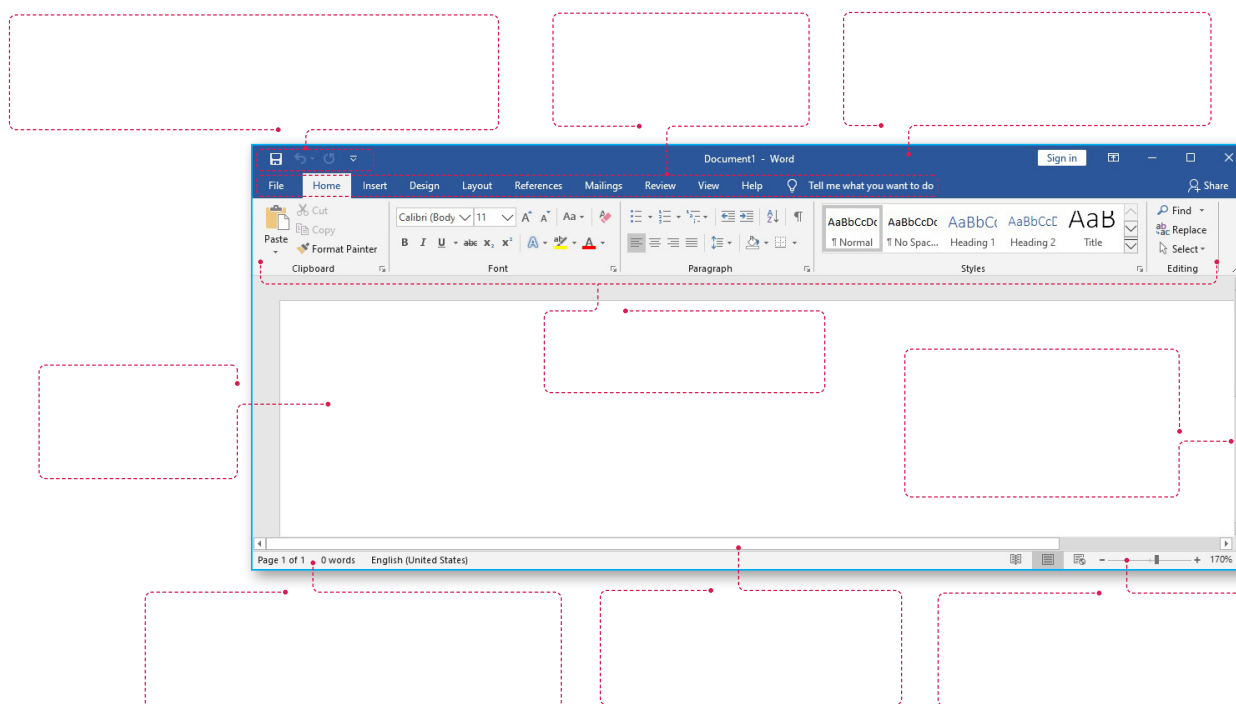 Document1 - Word
Sign in
File Home Insert Design Layout References Mailings Review View Help Tell me what you want to do Share
Paste
Cut
Copy
Format Painter
Clipboard
Calibri (Body 11 A A Aa
B I U abc X₂ X² A ab A
Font
A Z ¶
Paragraph
AaBbCcDc AaBbCcDc AaBbCc AaBbCcE AaB
¶ Normal ¶ No Spac... Heading 1 Heading 2 Title
Styles
Find
Replace
Select
Editing
Page 1 of 1 0 words English (United States) 170%